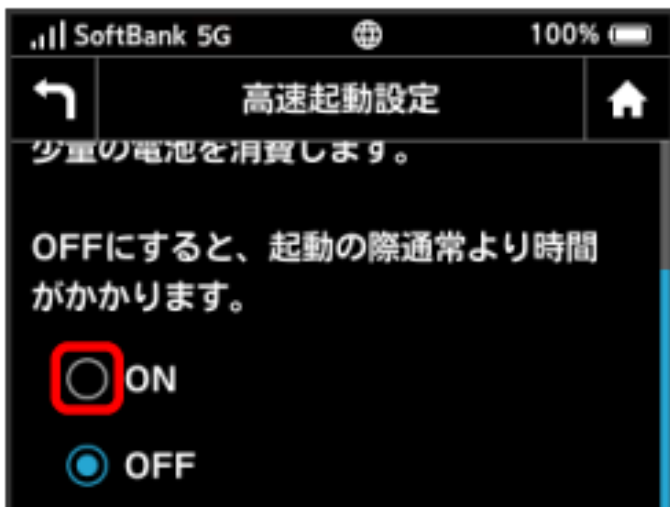 SoftBank 5G 100%
高速起動設定
少量の電池を消費します。
OFFにすると、起動の際通常より時間
がかかります。
ON
OFF